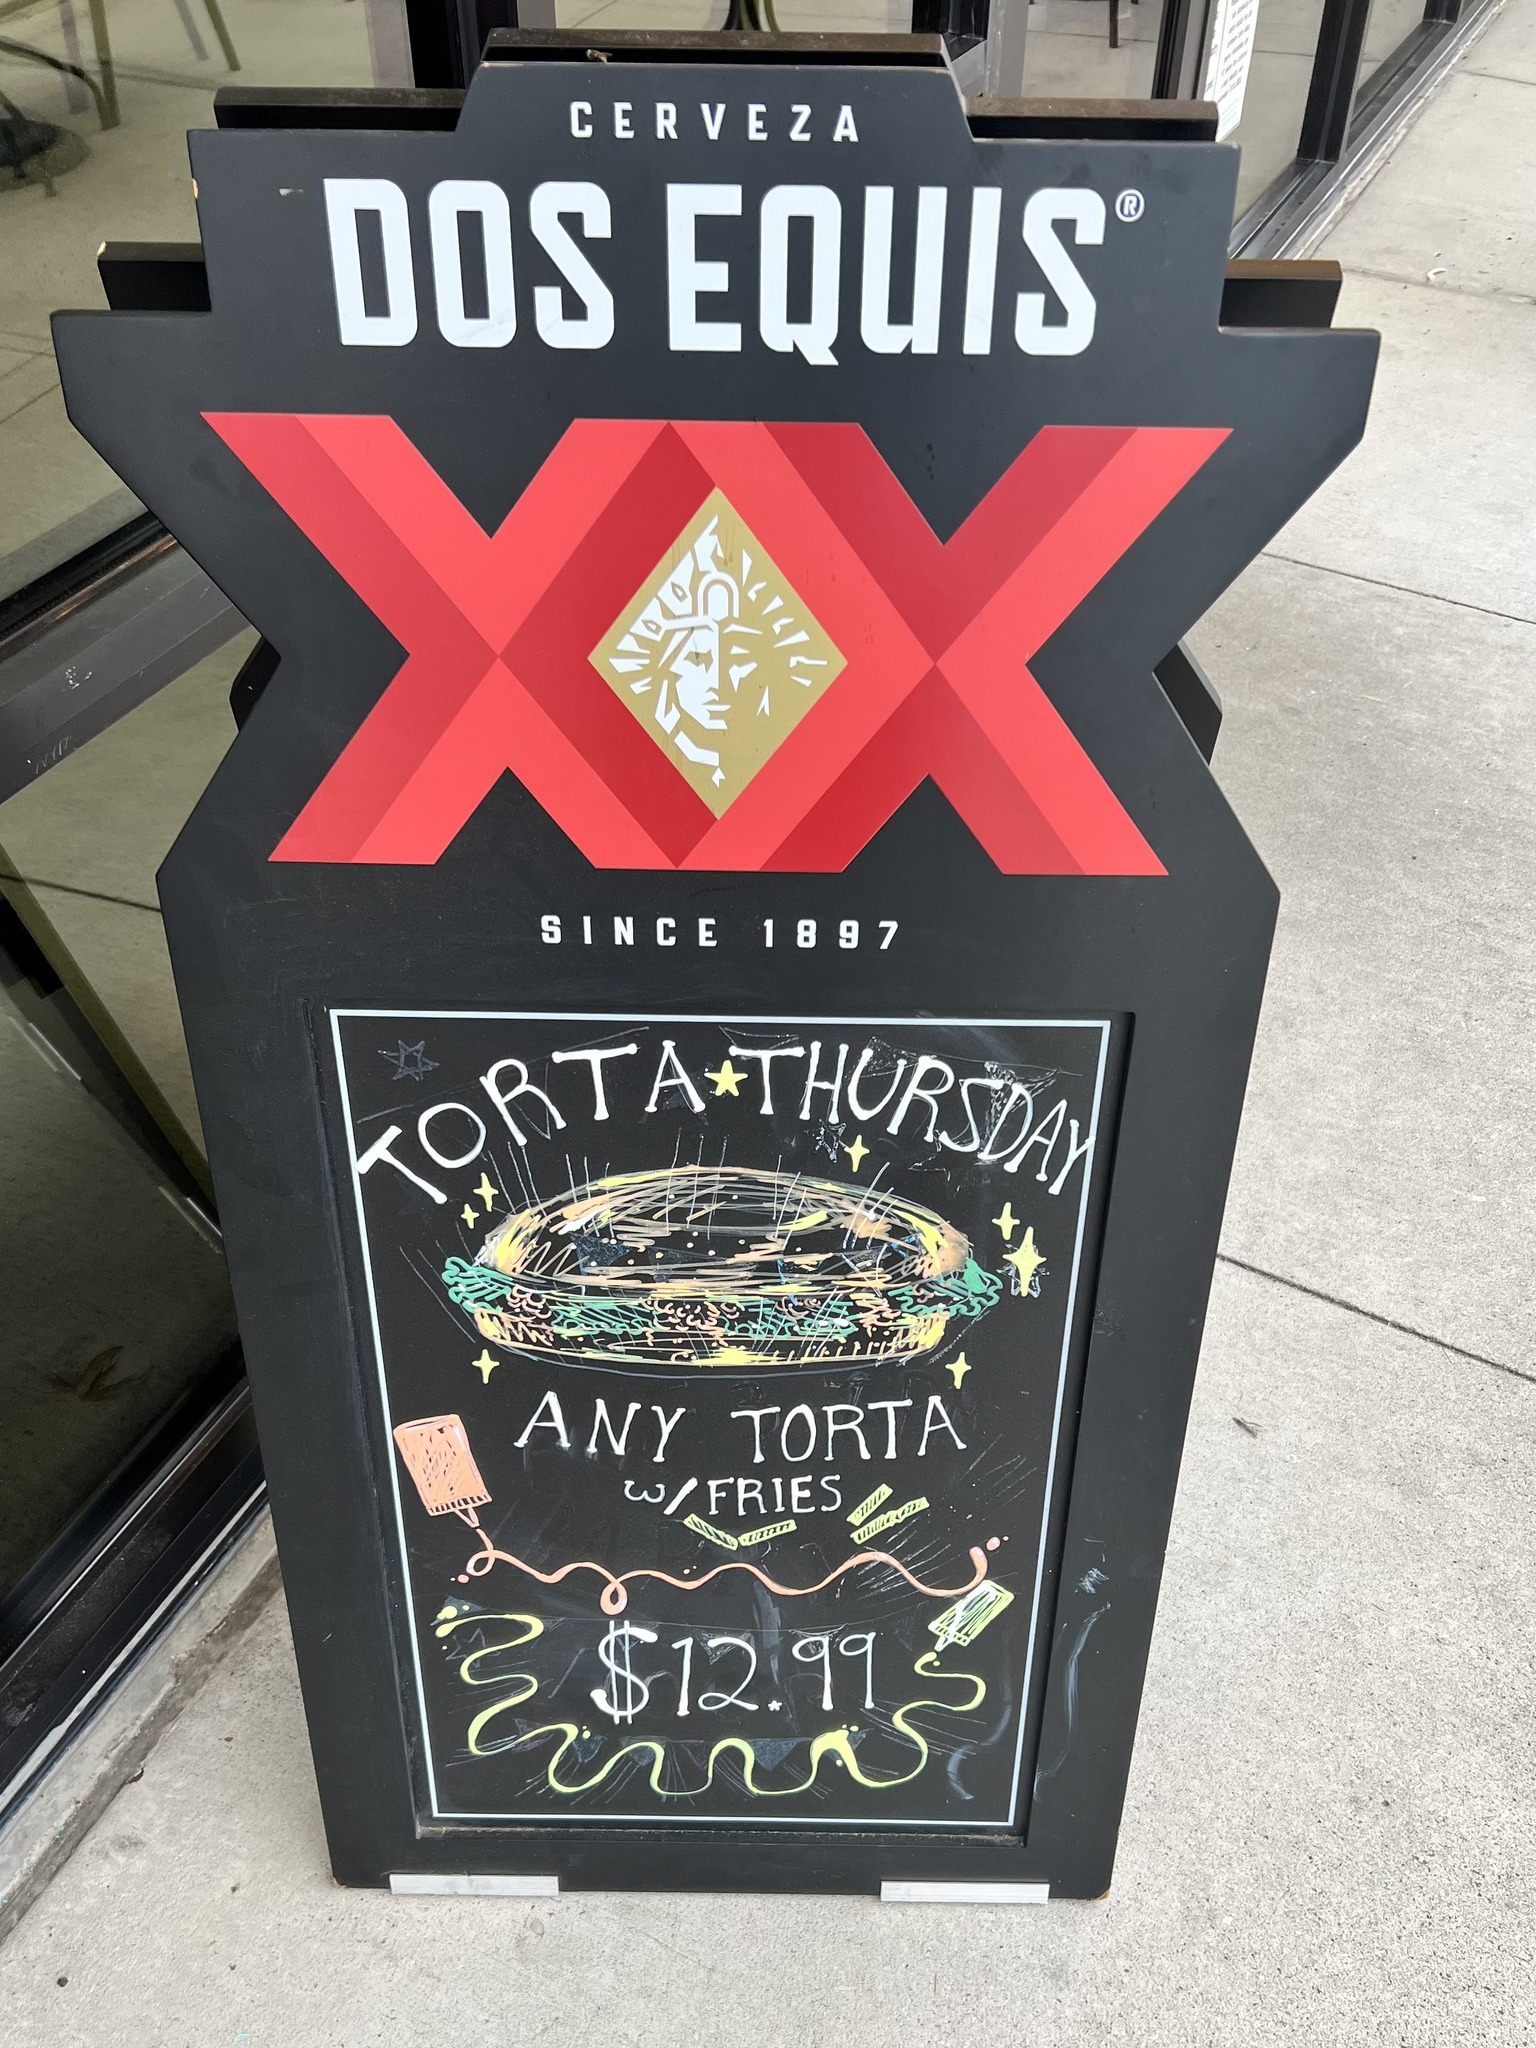 CERVEZA
DOS EQUIS®
XX
SINCE 1897
TORTA THURSDAY
ANY TORTA
w/ FRIES
$12.99